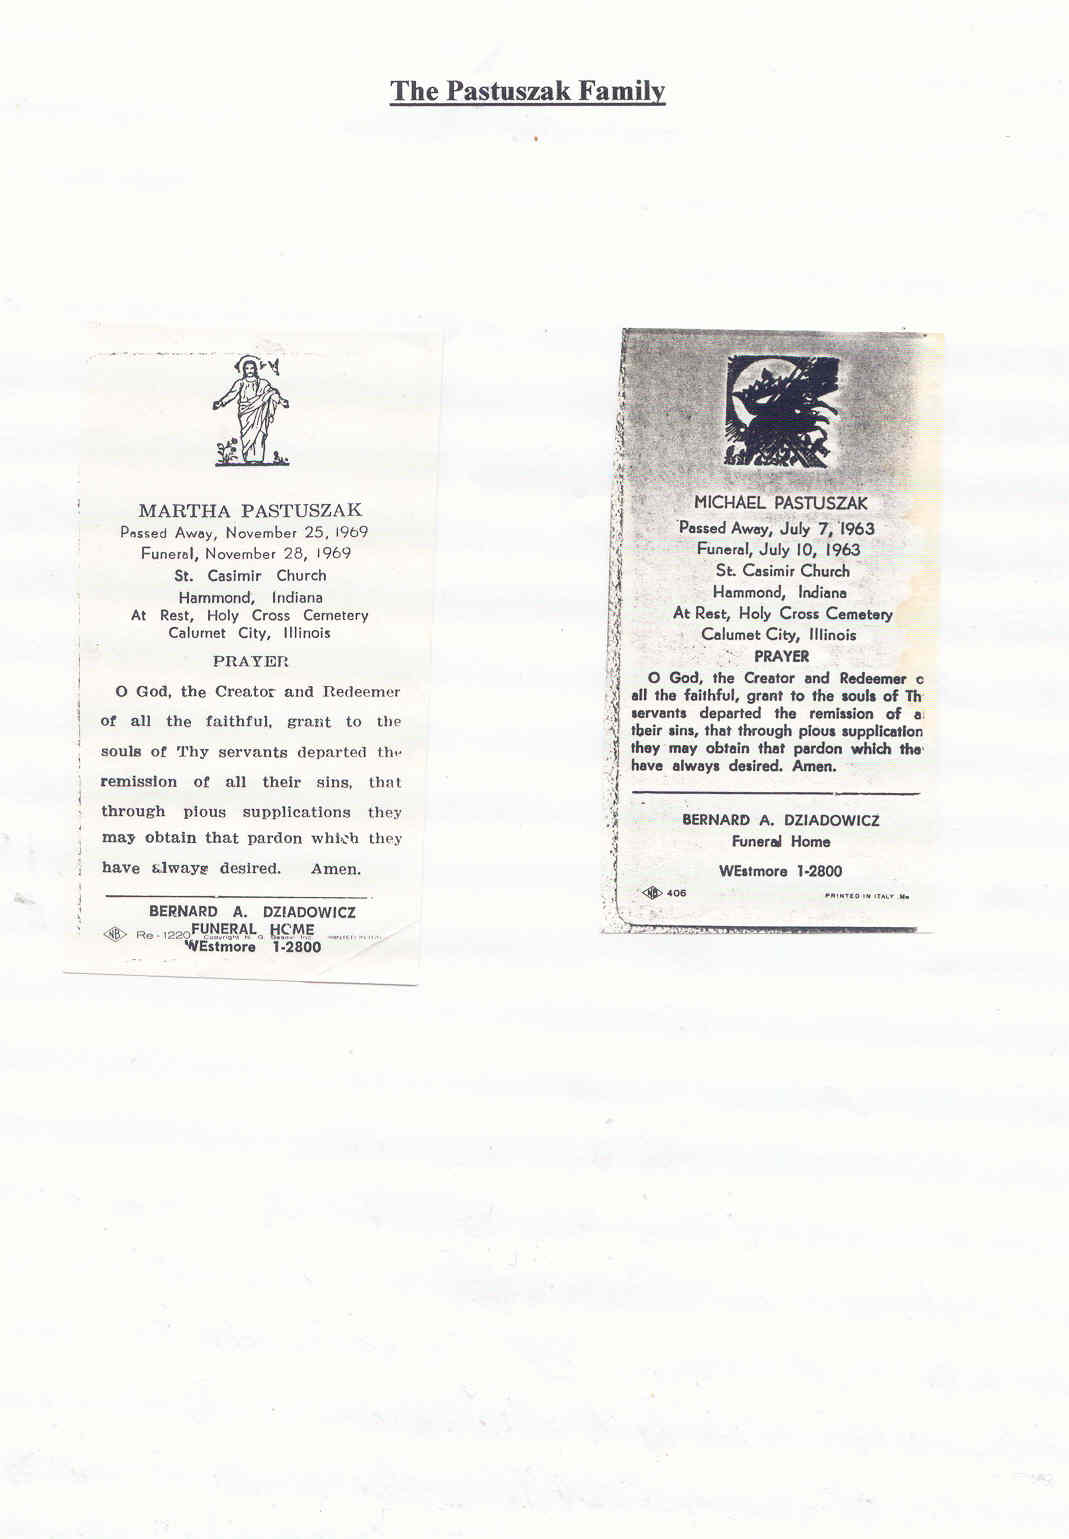 The Pastuszak Family
MARTHA PASTUSZAK
Passed Away, November 25, 1969
Funeral, November 28, 1969
St. Casimir Church
Hammond, Indiana
At Rest, Holy Cross Cemetery
Calumet City, Illinois
PRAYER
O God, the Creator and Redeemer
of all the faithful, grant to the
souls of Thy servants departed the
remission of all their sins, that
through pious supplications they
may obtain that pardon which they
have always desired. Amen.
BERNARD A. DZIADOWICZ
FUNERAL HOME
NB Re-1220
WEstmore 1-2800
MICHAEL PASTUSZAK
Passed Away, July 7, 1963
Funeral, July 10, 1963
St. Casimir Church
Hammond, Indiana
At Rest, Holy Cross Cemetery
Calumet City, Illinois
PRAYER
O God, the Creator and Redeemer
all the faithful, grant to the souls of Th
servants departed the remission of a
their sins, that through pious supplication
they may obtain that pardon which the
have always desired. Amen.
BERNARD A. DZIADOWICZ
Funeral Home
WEstmore 1-2800
NB 406 PRINTED IN ITALY